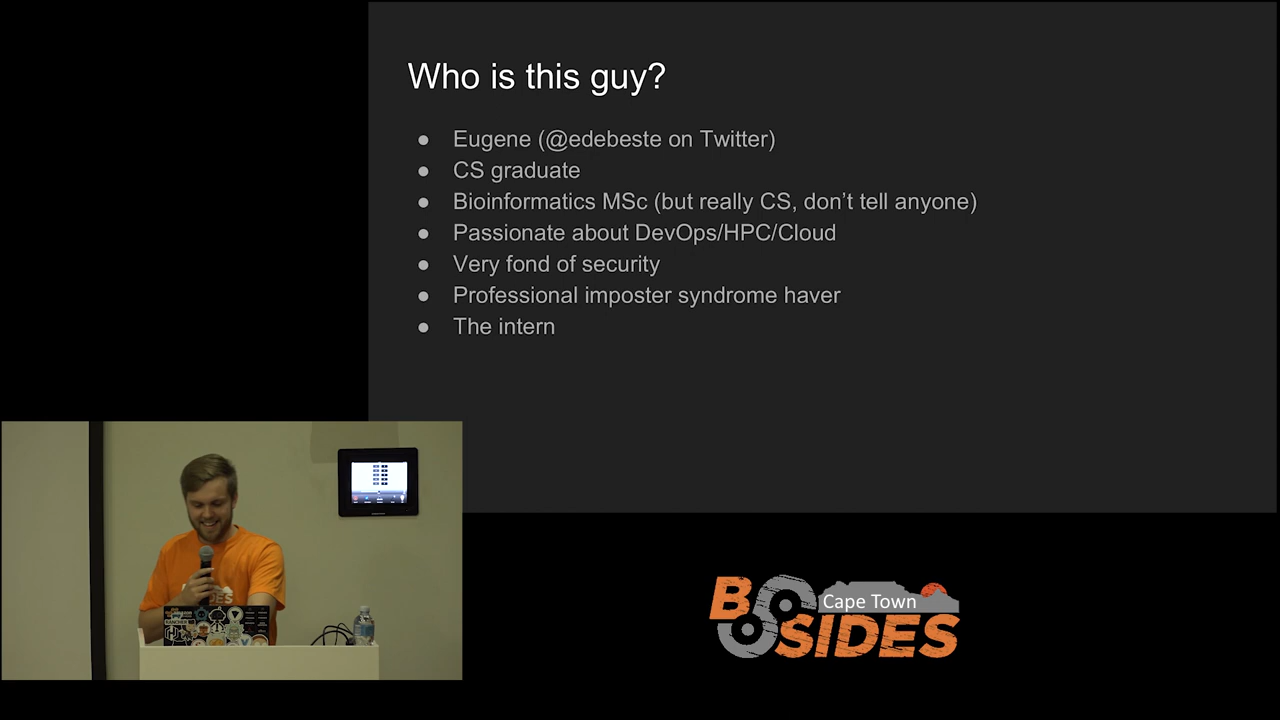 Who is this guy?
● Eugene (@edebeste on Twitter)
● CS graduate
● Bioinformatics MSc (but really CS, don’t tell anyone)
● Passionate about DevOps/HPC/Cloud
● Very fond of security
● Professional imposter syndrome haver
● The intern
BSIDES
Cape Town